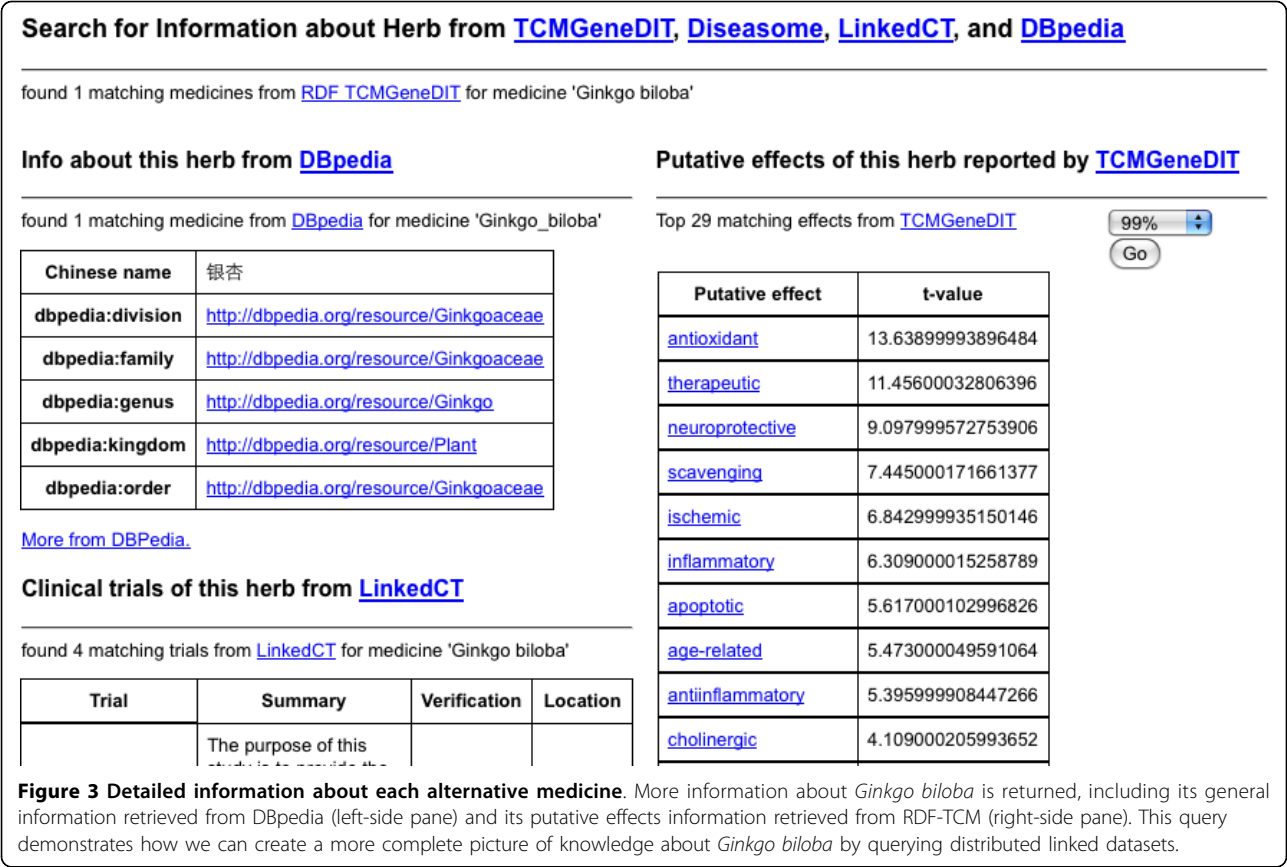 Search for Information about Herb from TCMGeneDIT, Diseasome, LinkedCT, and DBpedia
found 1 matching medicines from RDF TCMGeneDIT for medicine 'Ginkgo biloba'
Info about this herb from DBpedia
found 1 matching medicine from DBpedia for medicine 'Ginkgo_biloba'
Chinese name 银杏
dbpedia:division http://dbpedia.org/resource/Ginkgoaceae
dbpedia:family http://dbpedia.org/resource/Ginkgoaceae
dbpedia:genus http://dbpedia.org/resource/Ginkgo
dbpedia:kingdom http://dbpedia.org/resource/Plant
dbpedia:order http://dbpedia.org/resource/Ginkgoaceae
More from DBPedia.
Clinical trials of this herb from LinkedCT
found 4 matching trials from LinkedCT for medicine 'Ginkgo biloba'
Trial Summary Verification Location
The purpose of this
study is to provide the
Putative effects of this herb reported by TCMGeneDIT
Top 29 matching effects from TCMGeneDIT
99%
Go
Putative effect t-value
antioxidant 13.63899993896484
therapeutic 11.45600032806396
neuroprotective 9.097999572753906
scavenging 7.445000171661377
ischemic 6.842999935150146
inflammatory 6.309000015258789
apoptotic 5.617000102996826
age-related 5.473000049591064
antiinflammatory 5.395999908447266
cholinergic 4.109000205993652
Figure 3 Detailed information about each alternative medicine. More information about Ginkgo biloba is returned, including its general
information retrieved from DBpedia (left-side pane) and its putative effects information retrieved from RDF-TCM (right-side pane). This query
demonstrates how we can create a more complete picture of knowledge about Ginkgo biloba by querying distributed linked datasets.